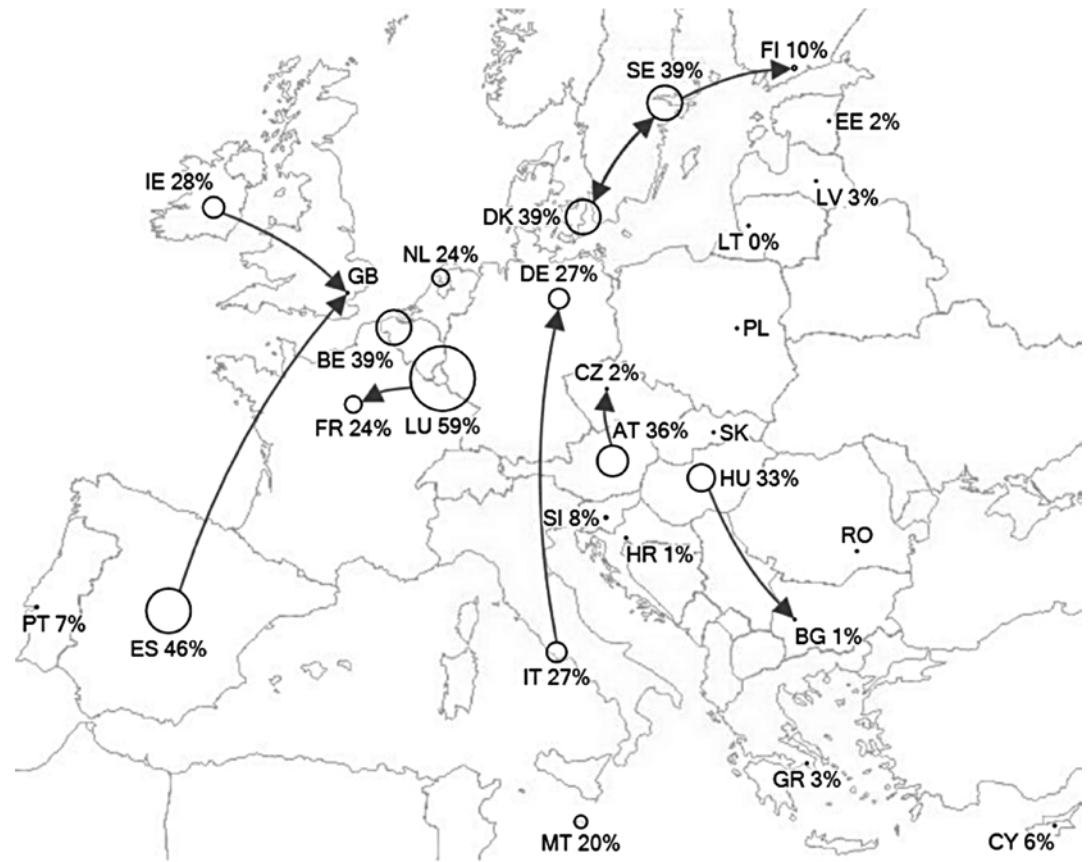 FI 10%
SE 39%
EE 2%
IE 28%
LV 3%
DK 39%
LT 0%
NL 24%
GB
DE 27%
PL
BE 39%
CZ 2%
FR 24%
LU 59%
AT 36%
SK
HU 33%
SI 8%
RO
HR 1%
PT 7%
ES 46%
BG 1%
IT 27%
GR 3%
MT 20%
CY 6%